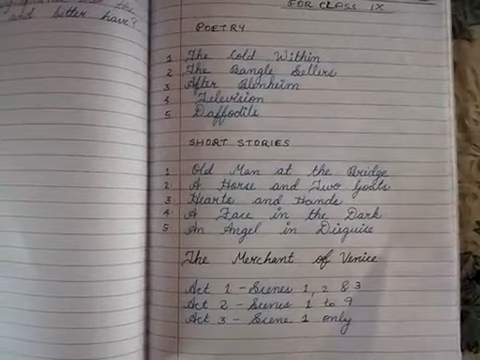 and bitter have?
FOR CLASS IX
POETRY
1 The Cold Within
2 The Bangle Sellers
3 After Blenheim
4 Television
5 Daffodils
SHORT STORIES
1 Old Man at the Bridge
2 A Horse and Two Goats
3 Hearts and Hands
4 A Face in the Dark
5 An Angel in Disguise
The Merchant of Venice
Act 1 - Scenes 1, 2 & 3
Act 2 - Scenes 1 to 9
Act 3 - Scene 1 only